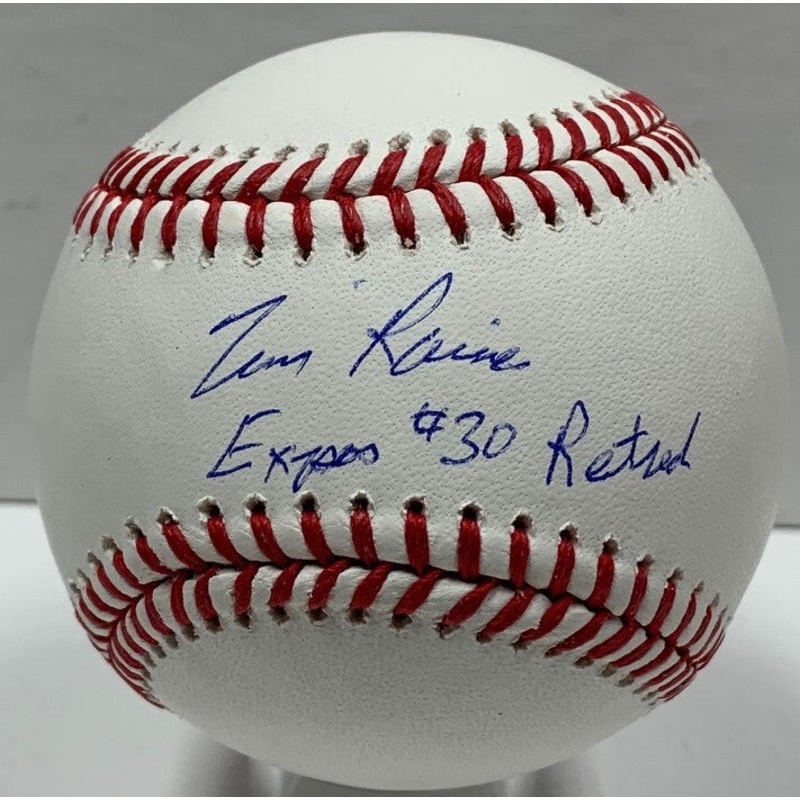 Tim Raines
Expos #30 Retired